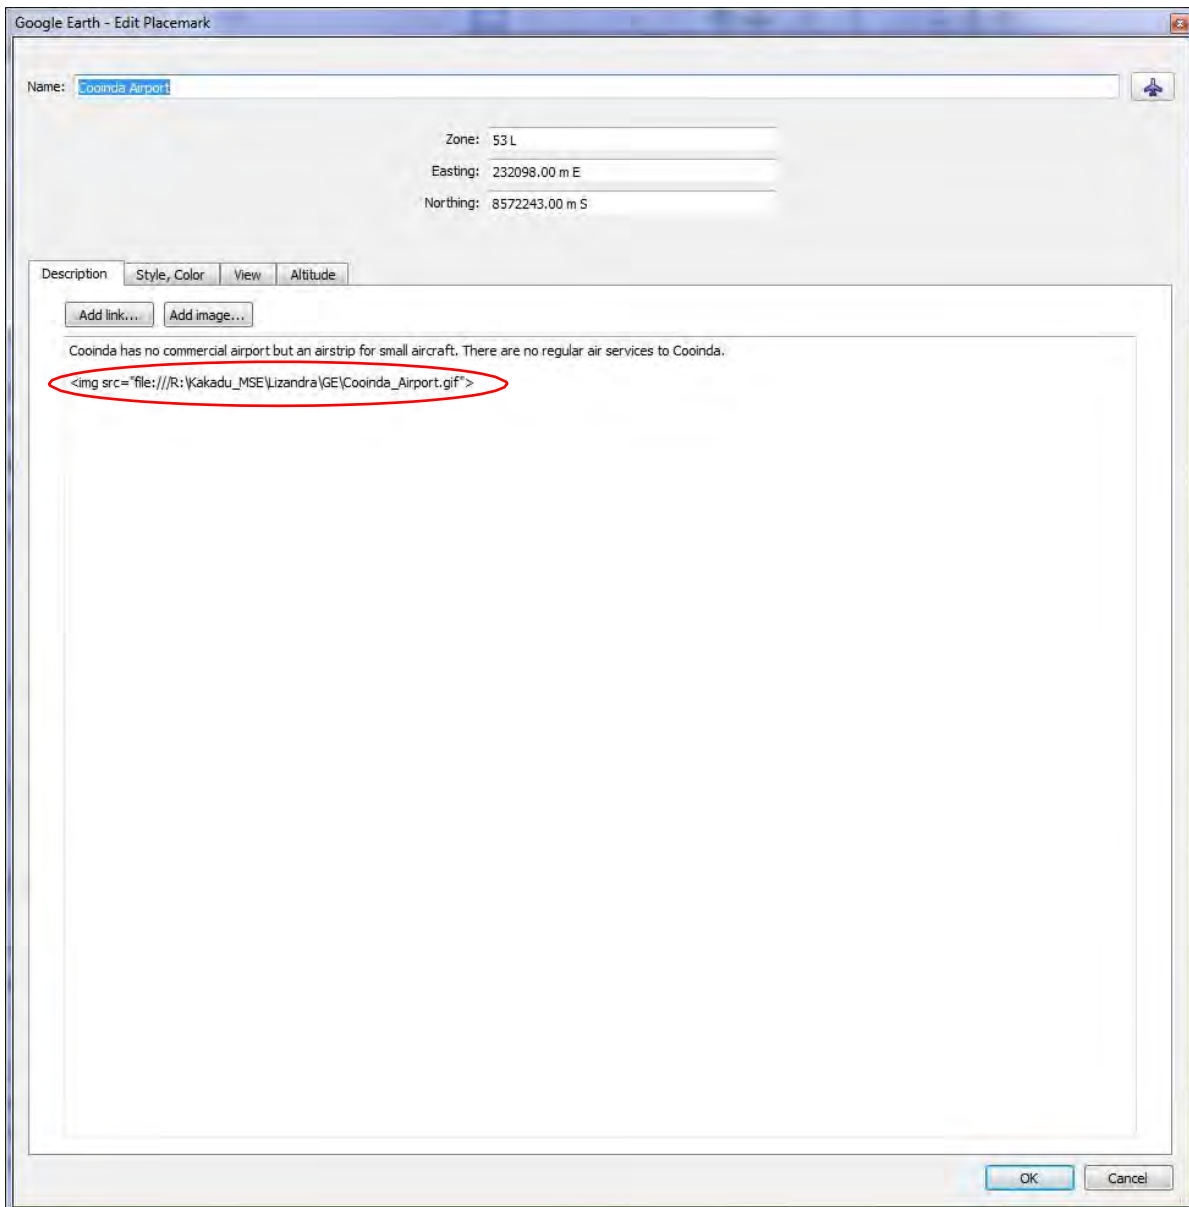 Google Earth - Edit Placemark
Name: Cooinda Airport
Zone: 53 L
Easting: 232098.00 m E
Northing: 8572243.00 m S
Description Style, Color View Altitude
Add link... Add image...
Cooinda has no commercial airport but an airstrip for small aircraft. There are no regular air services to Cooinda.
<img src="file:///R:\Kakadu_MSE\Lizandra\GE\Cooinda_Airport.gif">
OK Cancel